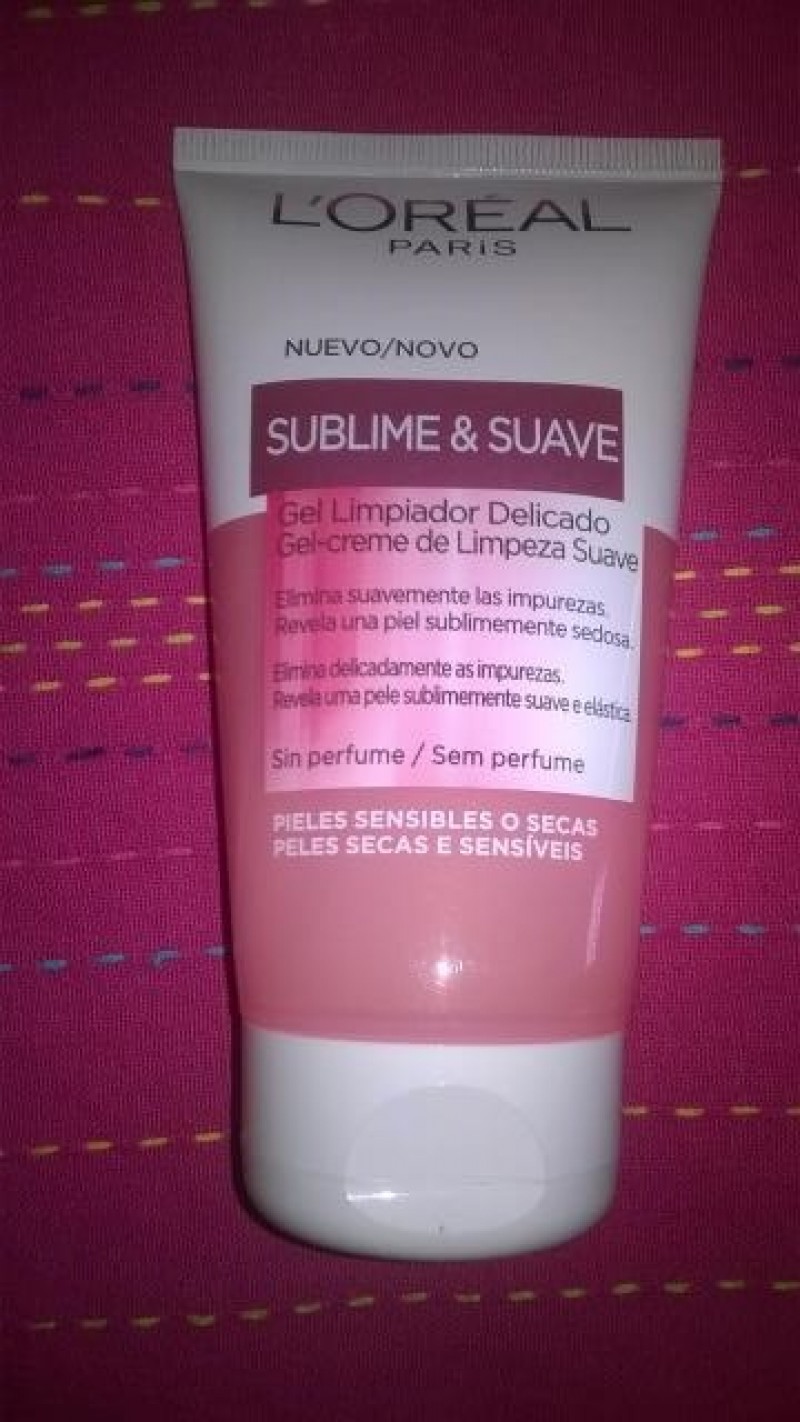 L'ORÉAL
PARiS
NUEVO/NOVO
SUBLIME & SUAVE
Gel Limpiador Delicado
Gel-creme de Limpeza Suave
Elimina suavemente las impurezas.
Revela una piel sublimemente sedosa.
Elimina delicadamente as impurezas.
Revela uma pele sublimemente suave e elástica.
Sin perfume / Sem perfume
PIELES SENSIBLES O SECAS
PELES SECAS E SENSÍVEIS